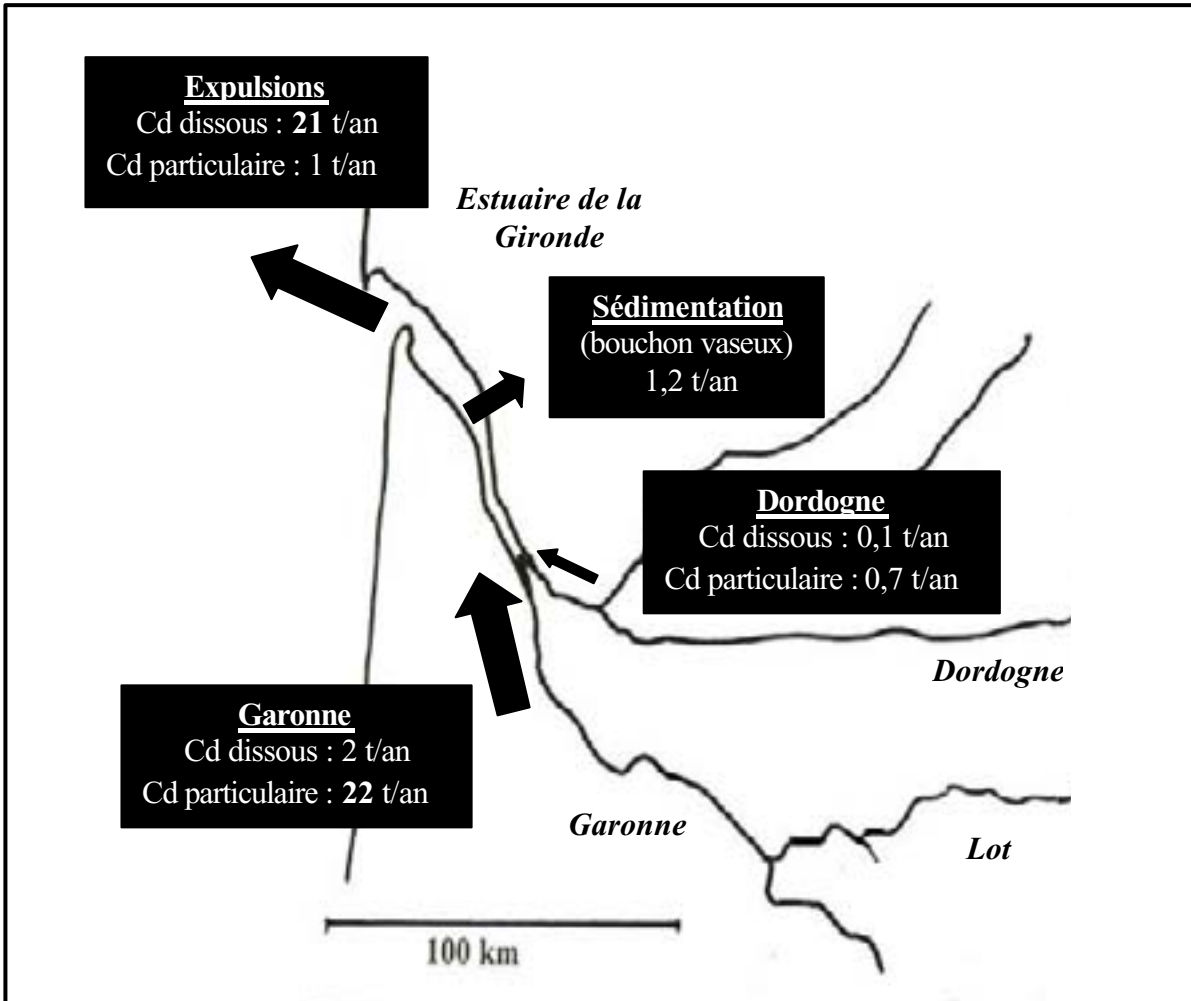 Expulsions
Cd dissous : 21 t/an
Cd particulaire : 1 t/an
Estuaire de la
Gironde
Sédimentation
(bouchon vaseux)
1,2 t/an
Dordogne
Cd dissous : 0,1 t/an
Cd particulaire : 0,7 t/an
Dordogne
Garonne
Cd dissous : 2 t/an
Cd particulaire : 22 t/an
Garonne
Lot
100 km